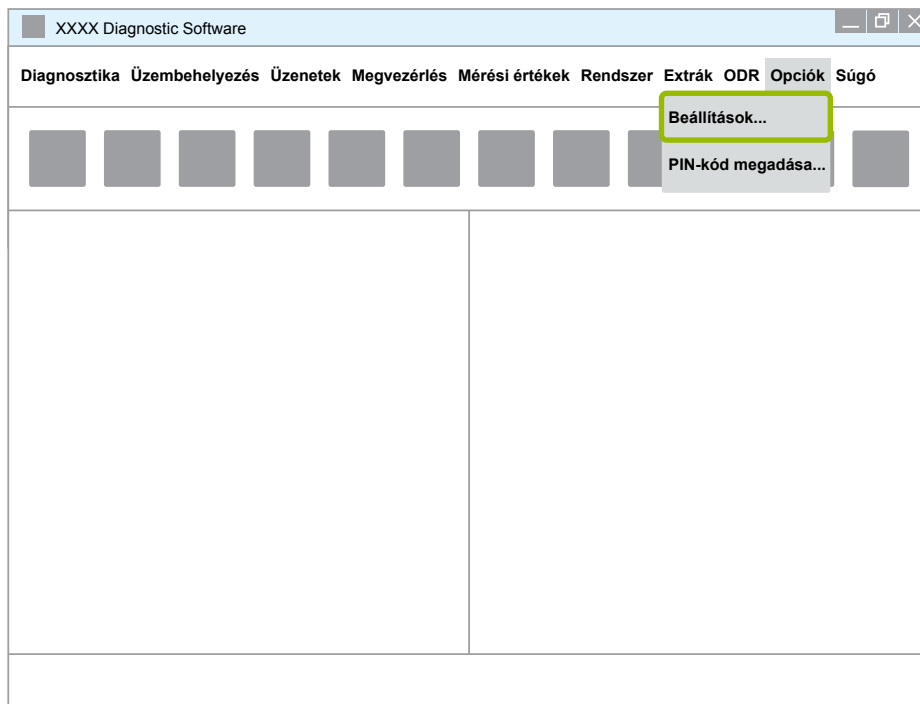 XXXX Diagnostic Software
Diagnosztika Üzembehelyezés Üzenetek Megvezérlés Mérési értékek Rendszer Extrák ODR Opciók Súgó
Beállítások...
PIN-kód megadása...